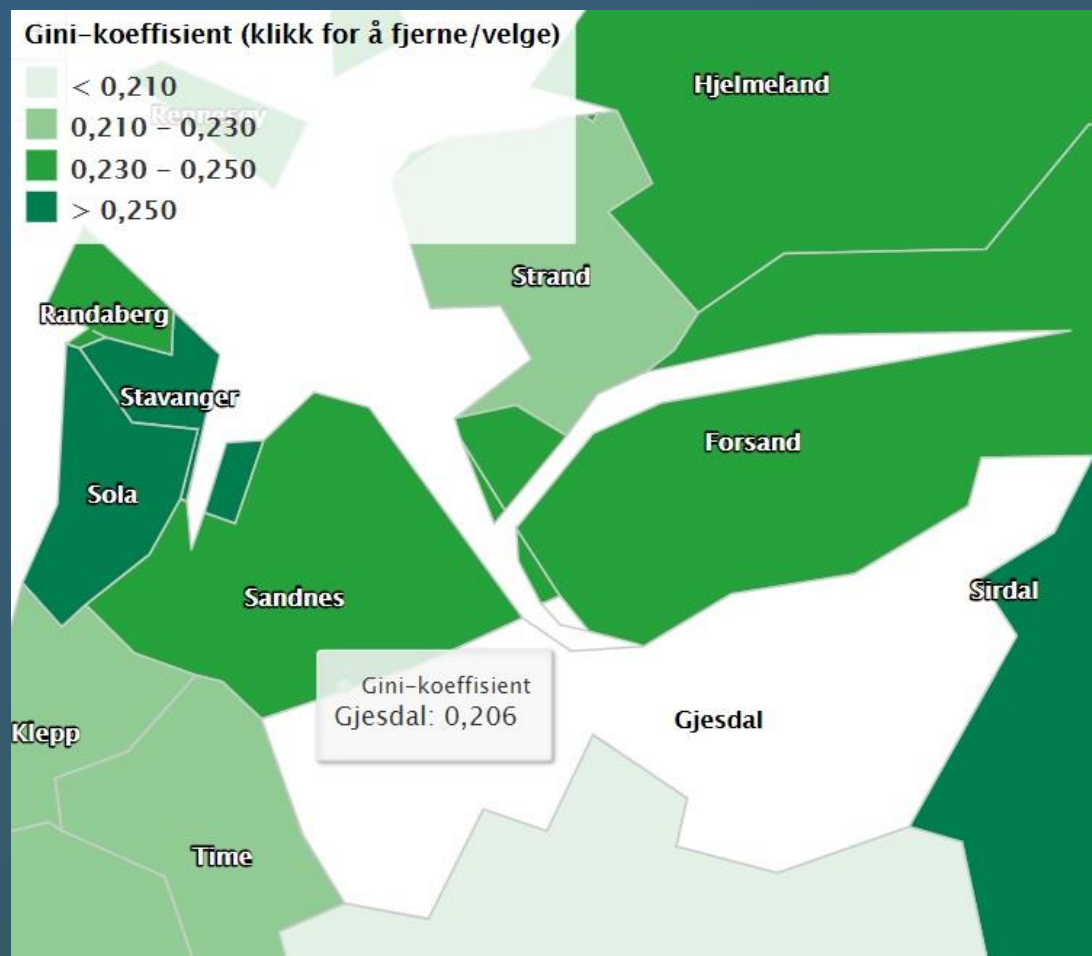 Gini-koeffisient (klikk for å fjerne/velge)
< 0,210
Rennesøy
0,210 – 0,230
0,230 – 0,250
> 0,250
Hjelmeland
Strand
Randaberg
Stavanger
Forsand
Sola
Sirdal
Sandnes
Gini-koeffisient
Gjesdal: 0,206
Gjesdal
Klepp
Time